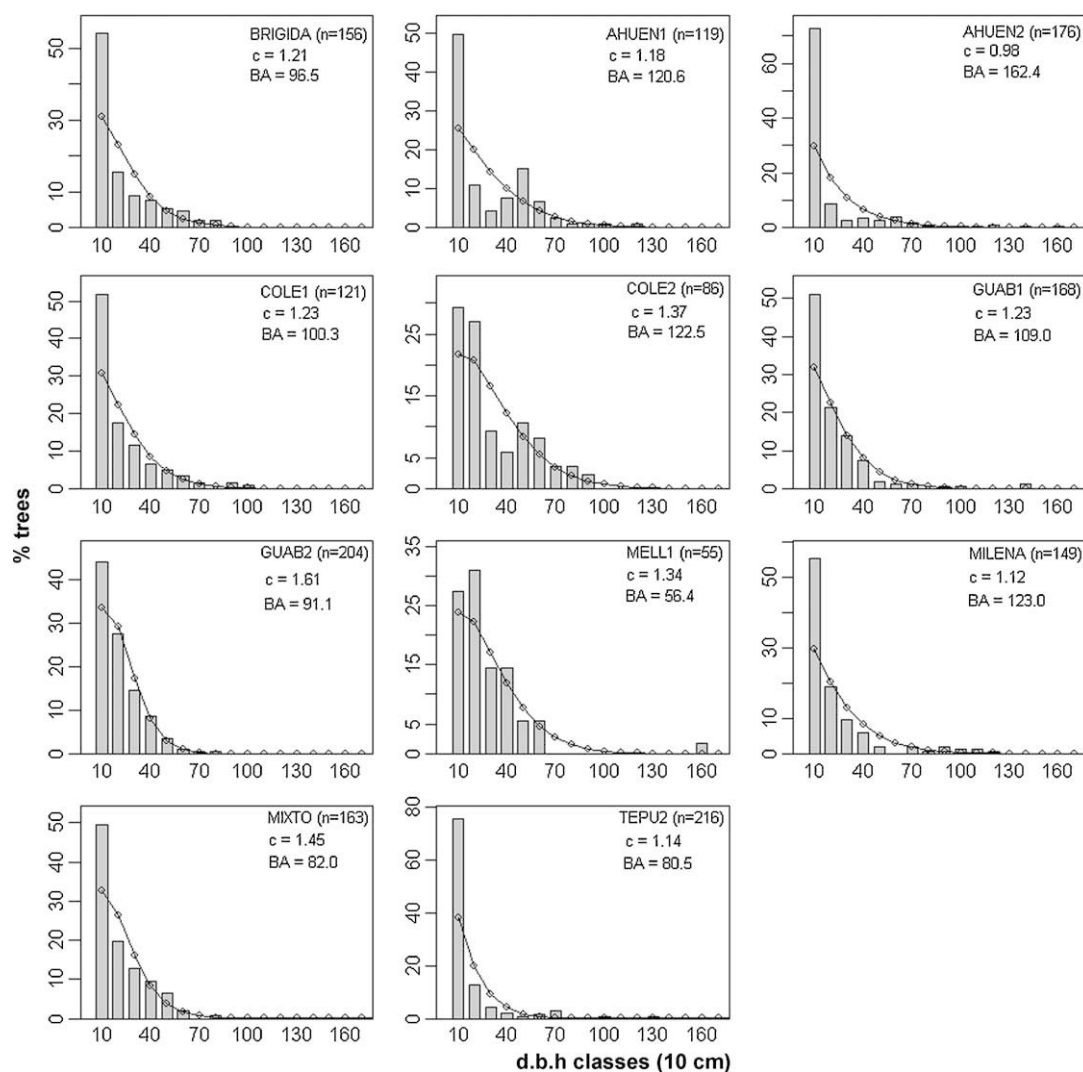 BRIGIDA (n=156)
c = 1.21
BA = 96.5
0 10 30 50
10 40 70 100 130 160
AHUEN1 (n=119)
c = 1.18
BA = 120.6
0 10 20 30 40 50
10 40 70 100 130 160
AHUEN2 (n=176)
c = 0.98
BA = 162.4
0 20 40 60
10 40 70 100 130 160
COLE1 (n=121)
c = 1.23
BA = 100.3
0 10 20 30 40 50
10 40 70 100 130 160
COLE2 (n=86)
c = 1.37
BA = 122.5
0 5 15 25
10 40 70 100 130 160
GUAB1 (n=168)
c = 1.23
BA = 109.0
0 10 20 30 40 50
10 40 70 100 130 160
% trees
GUAB2 (n=204)
c = 1.61
BA = 91.1
0 10 20 30 40
10 40 70 100 130 160
MELL1 (n=55)
c = 1.34
BA = 56.4
0 5 15 25 35
10 40 70 100 130 160
MILENA (n=149)
c = 1.12
BA = 123.0
0 10 30 50
10 40 70 100 130 160
MIXTO (n=163)
c = 1.45
BA = 82.0
0 10 20 30 40 50
10 40 70 100 130 160
TEPU2 (n=216)
c = 1.14
BA = 80.5
0 20 40 60 80
10 40 70 100 130 160
d.b.h classes (10 cm)